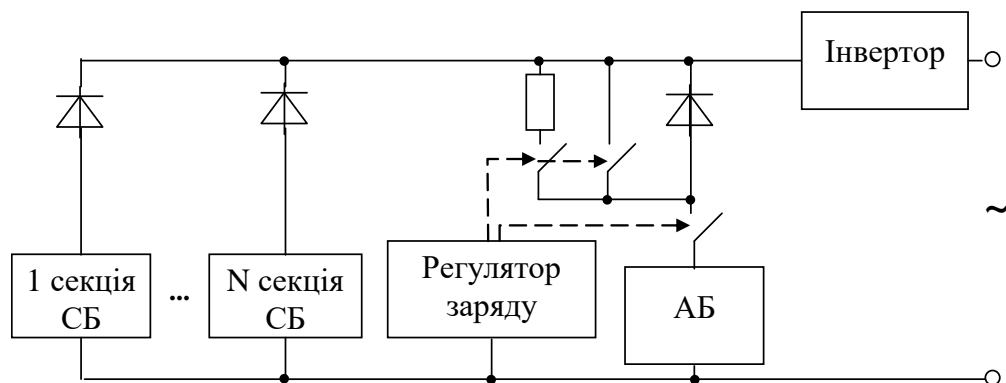 Інвертор
~
1 секція
СБ
...
N секція
СБ
Регулятор
заряду
АБ